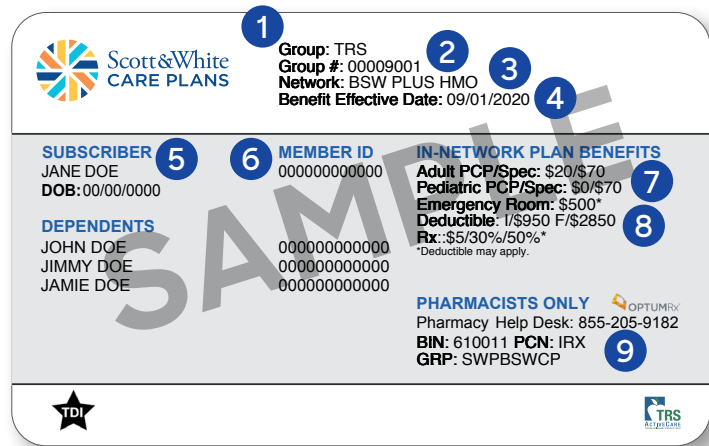 1
Scott&White
CARE PLANS
Group: TRS
Group #: 00009001
2
Network: BSW PLUS HMO
3
Benefit Effective Date: 09/01/2020
4
SUBSCRIBER
5
JANE DOE
DOB:00/00/0000
6
MEMBER ID
000000000000
DEPENDENTS
JOHN DOE 000000000000
JIMMY DOE 000000000000
JAMIE DOE 000000000000
IN-NETWORK PLAN BENEFITS
Adult PCP/Spec: $20/$70
Pediatric PCP/Spec: $0/$70
7
Emergency Room: $500*
Deductible: I/$950 F/$2850
8
Rx::$5/30%/50%*
*Deductible may apply.
SAMPLE
PHARMACISTS ONLY
OPTUMRx
Pharmacy Help Desk: 855-205-9182
BIN: 610011 PCN: IRX
9
GRP: SWPBSWCP
TDI
TRS
ACTIVECARE